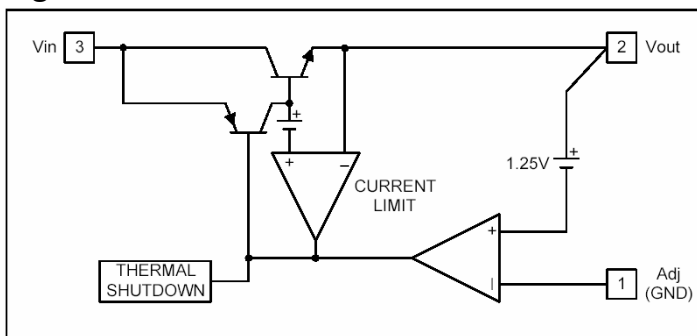 Vin 3
2 Vout
+
+ −
+
1.25V
CURRENT
LIMIT
+
−
THERMAL
SHUTDOWN
1 Adj
(GND)